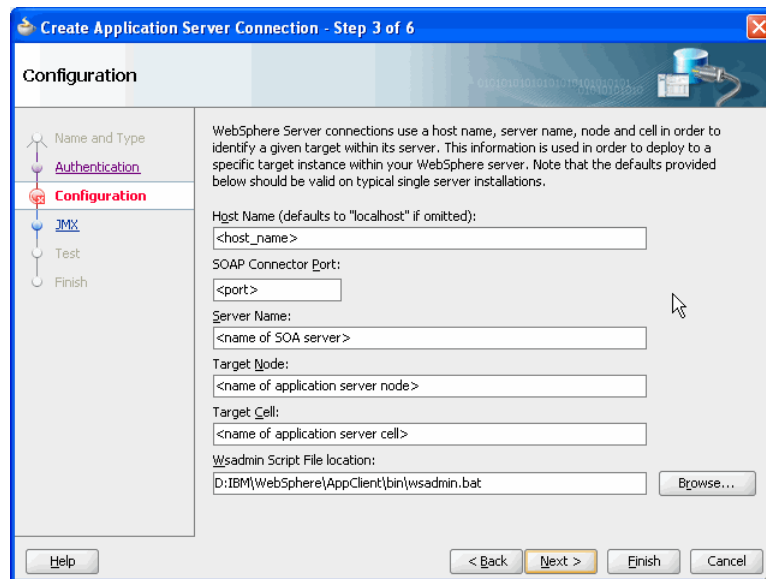 Create Application Server Connection - Step 3 of 6
Configuration
Name and Type
Authentication
Configuration
JMX
Test
Finish
WebSphere Server connections use a host name, server name, node and cell in order to
identify a given target within its server. This information is used in order to deploy to a
specific target instance within your WebSphere server. Note that the defaults provided
below should be valid on typical single server installations.
Host Name (defaults to "localhost" if omitted):
<host_name>
SOAP Connector Port:
<port>
Server Name:
<name of SOA server>
Target Node:
<name of application server node>
Target Cell:
<name of application server cell>
Wsadmin Script File location:
D:IBM\WebSphere\AppClient\bin\wsadmin.bat
Browse...
Help
< Back
Next >
Finish
Cancel